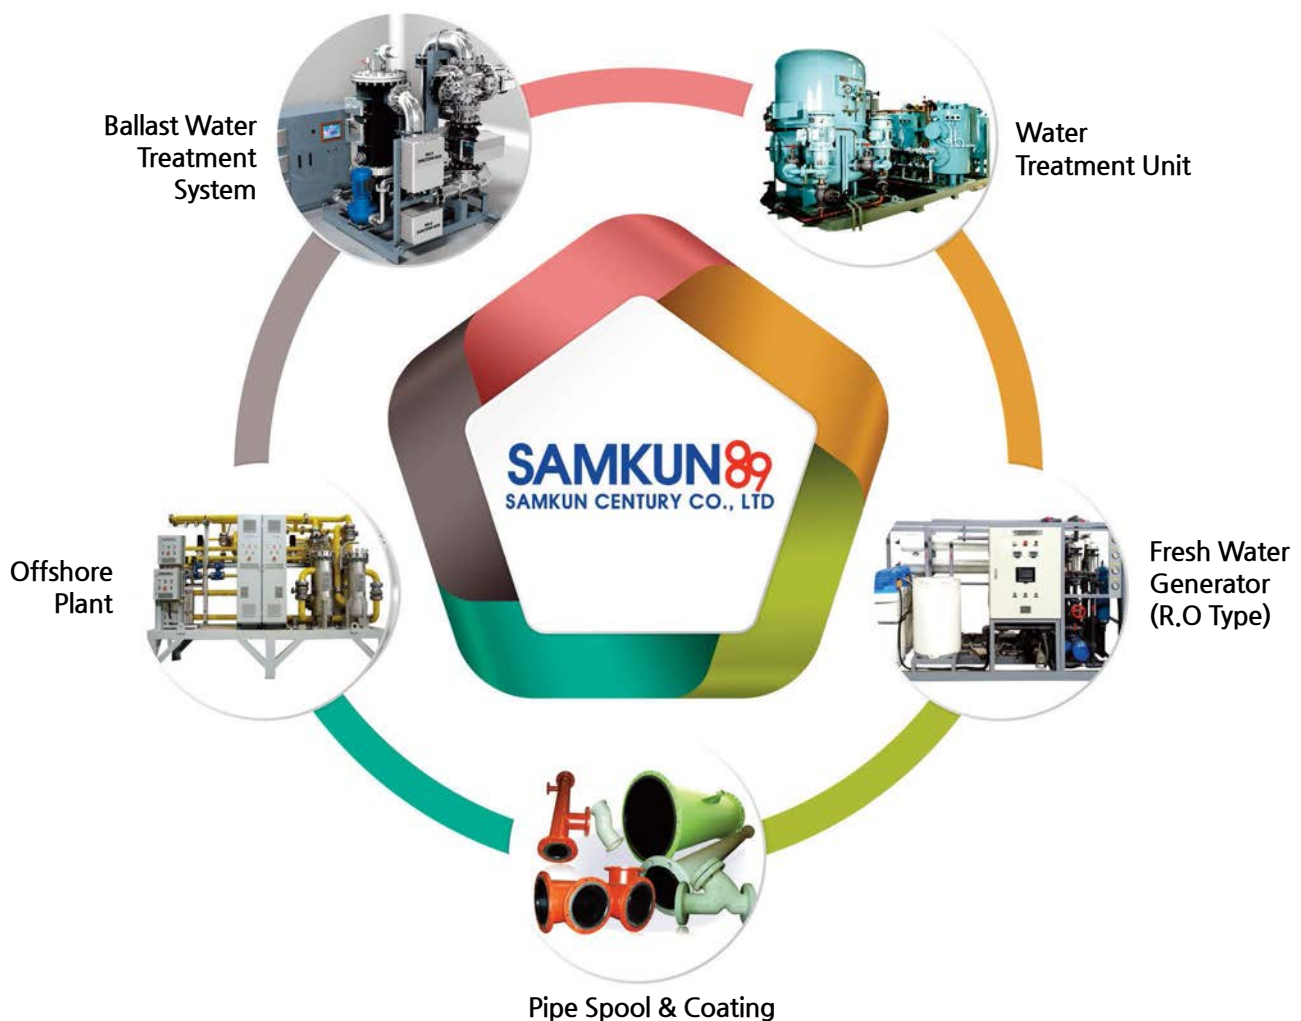 Ballast Water
Treatment
System
Water
Treatment Unit
SAMKUN89
SAMKUN CENTURY CO., LTD
Offshore
Plant
Fresh Water
Generator
(R.O Type)
Pipe Spool & Coating